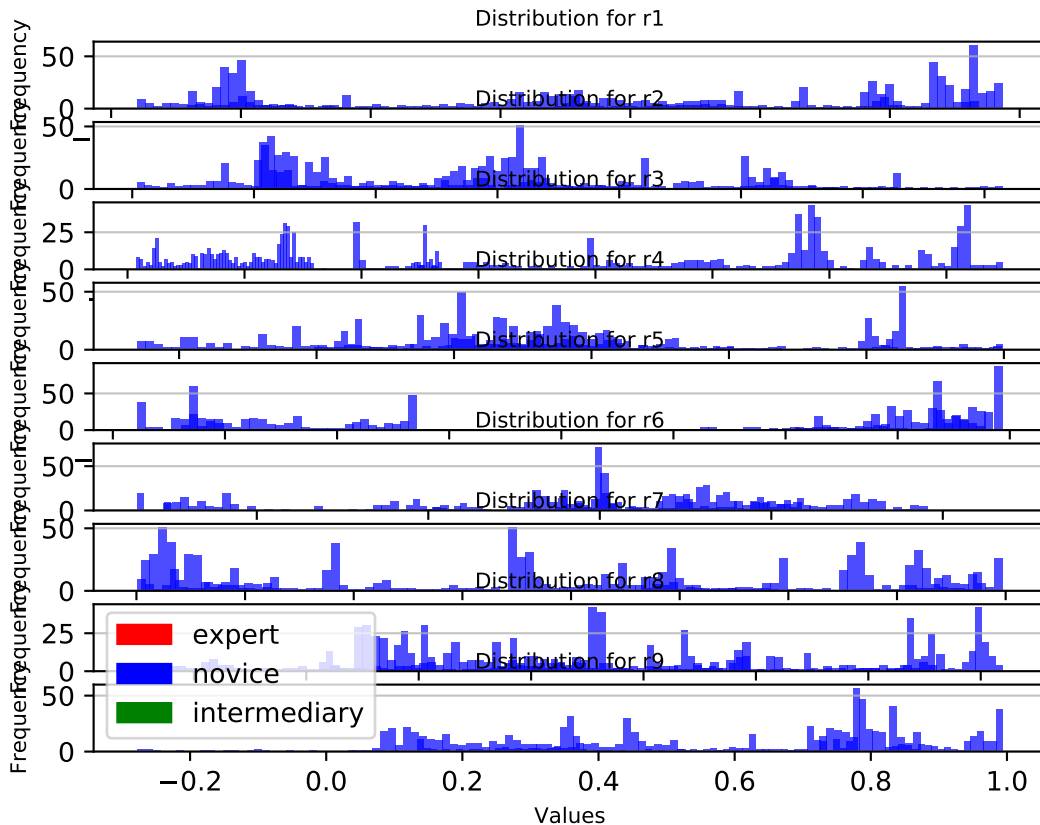 Distribution for r1
Frequency
50
0
Distribution for r2
Frequency
50
0
Distribution for r3
Frequency
25
0
Distribution for r4
Frequency
50
0
Distribution for r5
Frequency
50
0
Distribution for r6
Frequency
50
0
Distribution for r7
Frequency
50
0
Distribution for r8
Frequency
25
0
Distribution for r9
Frequency
50
0
expert
novice
intermediary
−0.2 0.0 0.2 0.4 0.6 0.8 1.0
Values